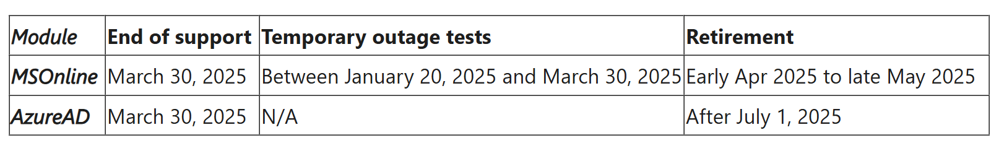 Module End of support Temporary outage tests Retirement
MSOnline March 30, 2025 Between January 20, 2025 and March 30, 2025 Early Apr 2025 to late May 2025
AzureAD March 30, 2025 N/A After July 1, 2025